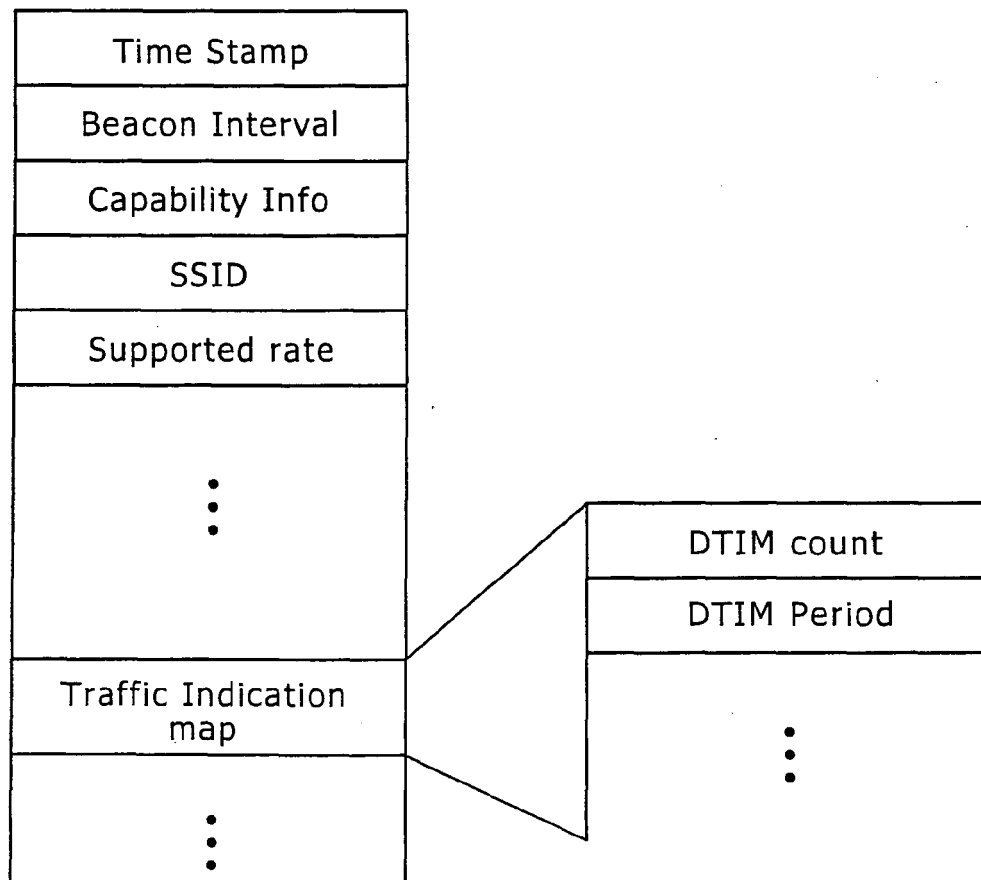 Time Stamp
Beacon Interval
Capability Info
SSID
Supported rate
DTIM count
DTIM Period
Traffic Indication
map